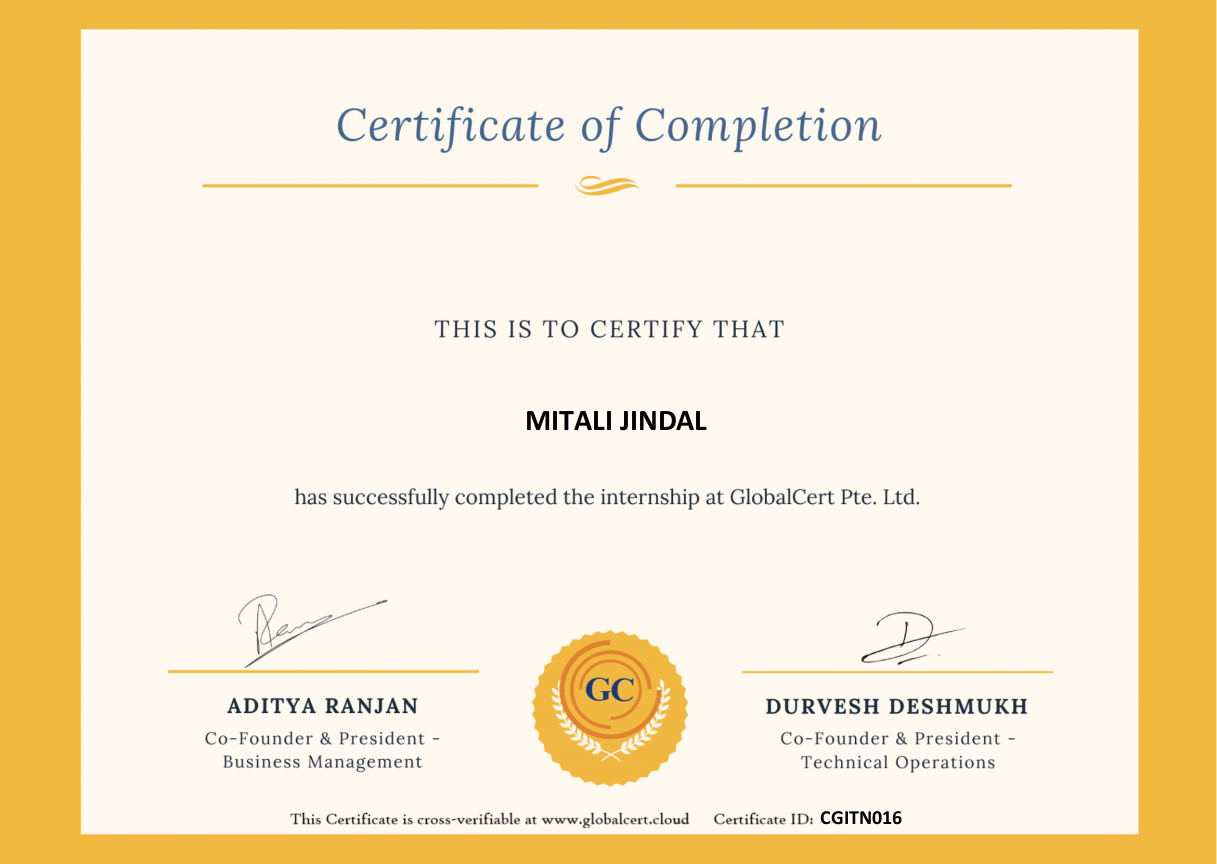 Certificate of Completion
THIS IS TO CERTIFY THAT
MITALI JINDAL
has successfully completed the internship at GlobalCert Pte. Ltd.
ADITYA RANJAN
Co-Founder & President -
Business Management
GC
DURVESH DESHMUKH
Co-Founder & President -
Technical Operations
This Certificate is cross-verifiable at www.globalcert.cloud Certificate ID: CGITN016